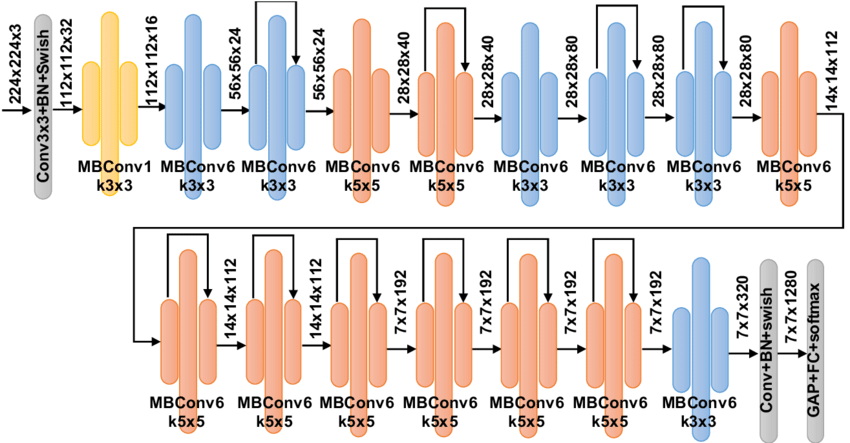 224x224x3
Conv3x3+BN+Swish
112x112x32
MBConv1
k3x3
112x112x16
MBConv6
k3x3
56x56x24
MBConv6
k3x3
56x56x24
MBConv6
k5x5
28x28x40
MBConv6
k5x5
28x28x40
MBConv6
k3x3
28x28x80
MBConv6
k3x3
28x28x80
MBConv6
k3x3
28x28x80
MBConv6
k5x5
14x14x112
MBConv6
k5x5
14x14x112
MBConv6
k5x5
14x14x112
MBConv6
k5x5
7x7x192
MBConv6
k5x5
7x7x192
MBConv6
k5x5
7x7x192
MBConv6
k5x5
7x7x192
MBConv6
k3x3
7x7x320
Conv+BN+swish
7x7x1280
GAP+FC+softmax